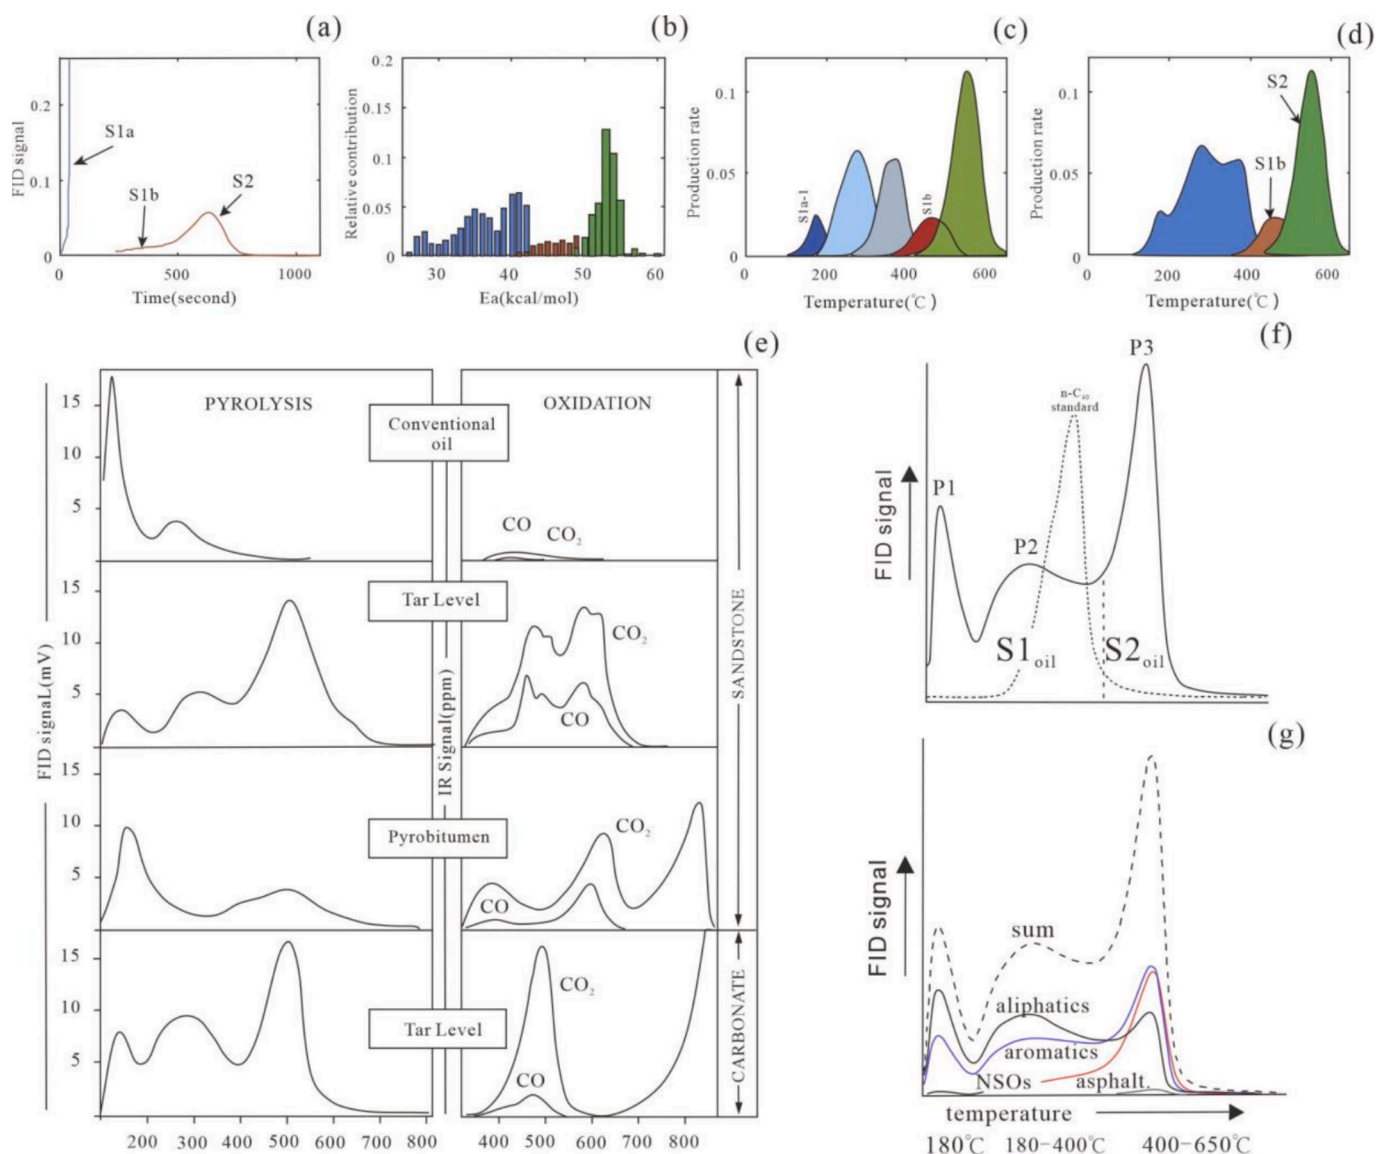 (a)
FID signal
0.2
0.1
0
S1a
S1b
S2
0
500
1000
Time(second)
(b)
Relative contribution
0.2
0.15
0.1
0.05
0
30
40
50
60
Ea(kcal/mol)
(c)
Production rate
0.1
0.05
0
S1a-1
S1b
200
400
600
Temperature(℃)
(d)
Production rate
0.1
0.05
0
S2
S1b
200
400
600
Temperature(℃)
(e)
PYROLYSIS
OXIDATION
FID signaL(mV)
IR Signal(ppm)
15
10
5
Conventional
oil
CO
CO₂
15
10
5
Tar Level
CO₂
CO
SANDSTONE
15
10
5
Pyrobitumen
CO₂
CO
15
10
5
Tar Level
CO₂
CO
CARBONATE
200 300 400 500 600 700 800
400 500 600 700 800
(f)
FID signal
P1
P2
P3
n-C₄₀
standard
S1oil
S2oil
(g)
FID signal
sum
aliphatics
aromatics
NSOs
asphalt.
temperature
180℃
180-400℃
400-650℃